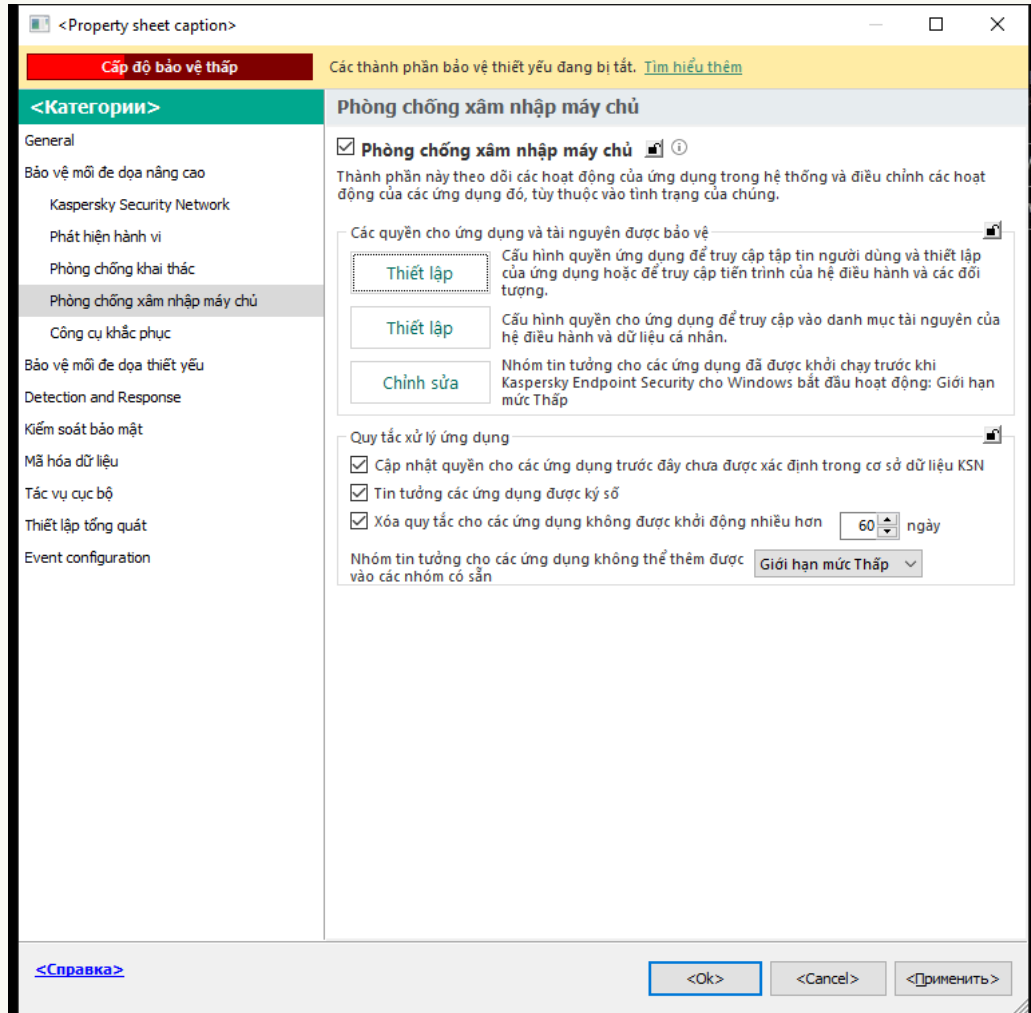 <Property sheet caption>
Cấp độ bảo vệ thấp
Các thành phần bảo vệ thiết yếu đang bị tắt. Tìm hiểu thêm
<Категории>
General
Bảo vệ mối đe dọa nâng cao
Kaspersky Security Network
Phát hiện hành vi
Phòng chống khai thác
Phòng chống xâm nhập máy chủ
Công cụ khắc phục
Bảo vệ mối đe dọa thiết yếu
Detection and Response
Kiểm soát bảo mật
Mã hóa dữ liệu
Tác vụ cục bộ
Thiết lập tổng quát
Event configuration
Phòng chống xâm nhập máy chủ
Phòng chống xâm nhập máy chủ
Thành phần này theo dõi các hoạt động của ứng dụng trong hệ thống và điều chỉnh các hoạt
động của các ứng dụng đó, tùy thuộc vào tình trạng của chúng.
Các quyền cho ứng dụng và tài nguyên được bảo vệ
Thiết lập
Cấu hình quyền ứng dụng để truy cập tập tin người dùng và thiết lập
của ứng dụng hoặc để truy cập tiến trình của hệ điều hành và các đối
tượng.
Thiết lập
Cấu hình quyền cho ứng dụng để truy cập vào danh mục tài nguyên của
hệ điều hành và dữ liệu cá nhân.
Chỉnh sửa
Nhóm tin tưởng cho các ứng dụng đã được khởi chạy trước khi
Kaspersky Endpoint Security cho Windows bắt đầu hoạt động: Giới hạn
mức Thấp
Quy tắc xử lý ứng dụng
Cập nhật quyền cho các ứng dụng trước đây chưa được xác định trong cơ sở dữ liệu KSN
Tin tưởng các ứng dụng được ký số
Xóa quy tắc cho các ứng dụng không được khởi động nhiều hơn 60 ngày
Nhóm tin tưởng cho các ứng dụng không thể thêm được
vào các nhóm có sẵn
Giới hạn mức Thấp
<Справка>
<Ok>
<Cancel>
<Применить>